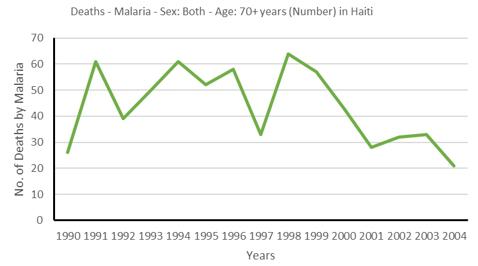 Deaths - Malaria - Sex: Both - Age: 70+ years (Number) in Haiti
No. of Deaths by Malaria
70
60
50
40
30
20
10
0
1990 1991 1992 1993 1994 1995 1996 1997 1998 1999 2000 2001 2002 2003 2004
Years